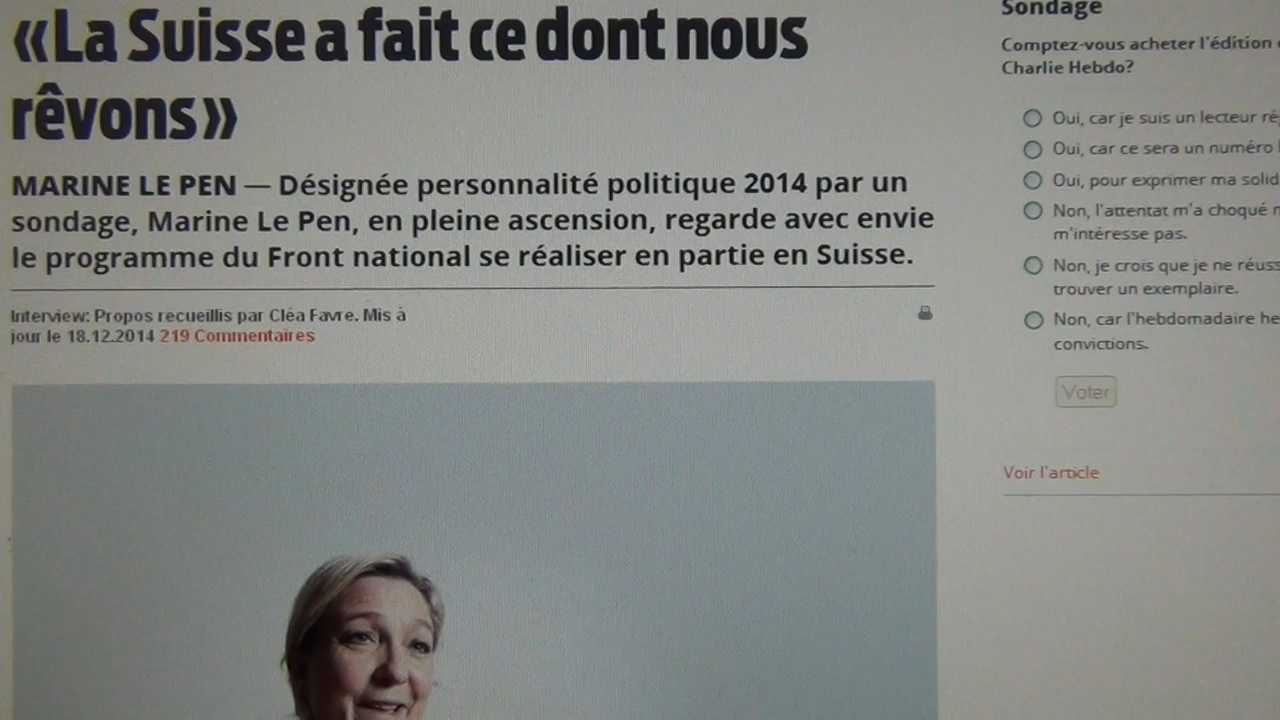 «La Suisse a fait ce dont nous
rêvons»
MARINE LE PEN — Désignée personnalité politique 2014 par un
sondage, Marine Le Pen, en pleine ascension, regarde avec envie
le programme du Front national se réaliser en partie en Suisse.
Interview: Propos recueillis par Cléa Favre. Mis à
jour le 18.12.2014 219 Commentaires
Sondage
Comptez-vous acheter l'édition
Charlie Hebdo?
Oui, car je suis un lecteur
Oui, car ce sera un numéro
Oui, pour exprimer ma
Non, l'attentat m'a choqué
m'intéresse pas.
Non, je crois que je ne
trouver un exemplaire.
Non, car l'hebdomadaire
convictions.
Voter
Voir l'article